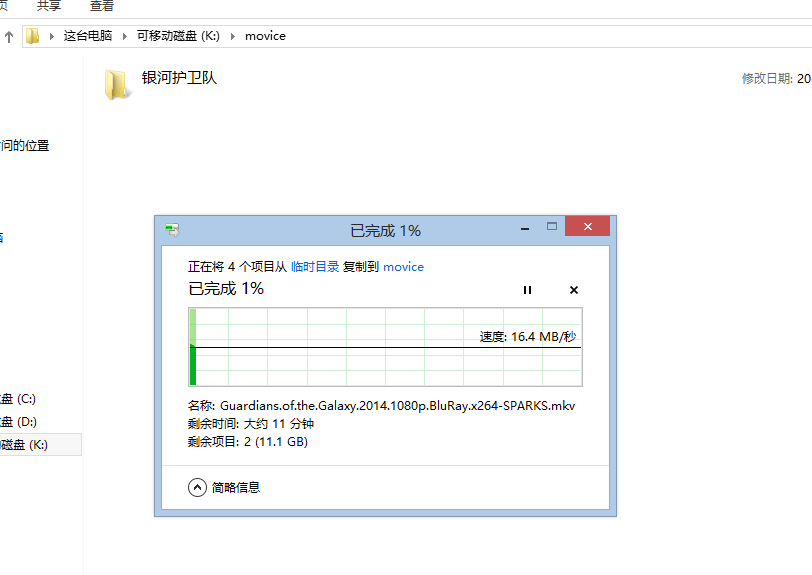 页 共享 查看
这台电脑 可移动磁盘 (K:) movice
银河护卫队 修改日期: 20
问的位置
已完成 1%
正在将 4 个项目从 临时目录 复制到 movice
已完成 1%
速度: 16.4 MB/秒
名称: Guardians.of.the.Galaxy.2014.1080p.BluRay.x264-SPARKS.mkv
剩余时间: 大约 11 分钟
剩余项目: 2 (11.1 GB)
盘 (C:)
盘 (D:)
磁盘 (K:)
简略信息